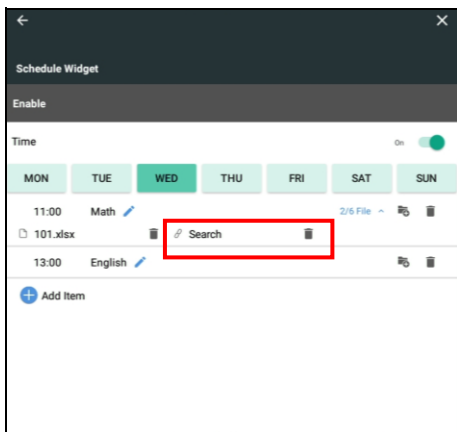 Schedule Widget
Enable
Time On
MON TUE WED THU FRI SAT SUN
11:00 Math 2/6 File
101.xlsx Search
13:00 English
Add Item